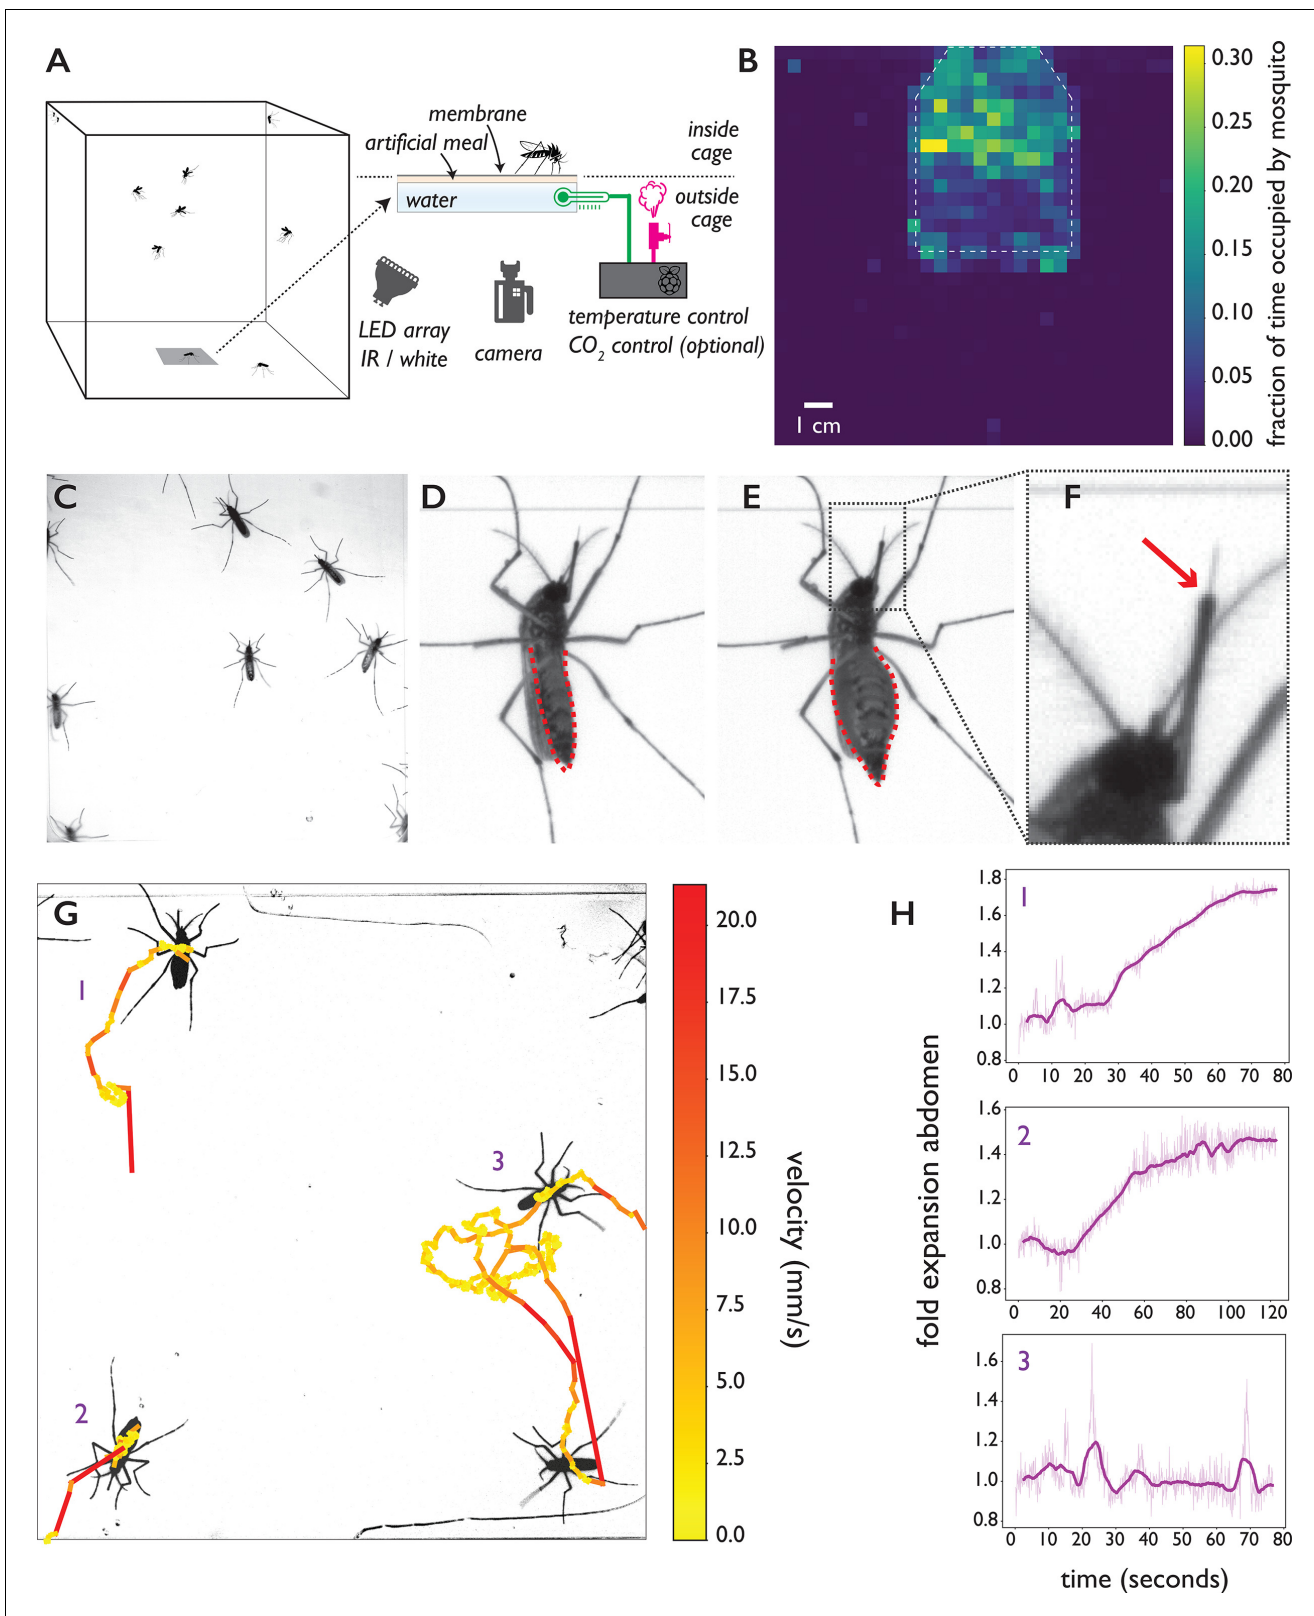 A
membrane
artificial meal
inside
cage
water
outside
cage
LED array
IR / white
camera
temperature control
CO2 control (optional)
B
1 cm
0.30
0.25
0.20
0.15
0.10
0.05
0.00
fraction of time occupied by mosquito
C
D
E
F
G
1
2
3
20.0
17.5
15.0
12.5
10.0
7.5
5.0
2.5
0.0
velocity (mm/s)
H
fold expansion abdomen
1
1.8
1.6
1.4
1.2
1.0
0.8
0 10 20 30 40 50 60 70 80
2
1.6
1.4
1.2
1.0
0.8
0 20 40 60 80 100 120
3
1.6
1.4
1.2
1.0
0.8
0 10 20 30 40 50 60 70 80
time (seconds)